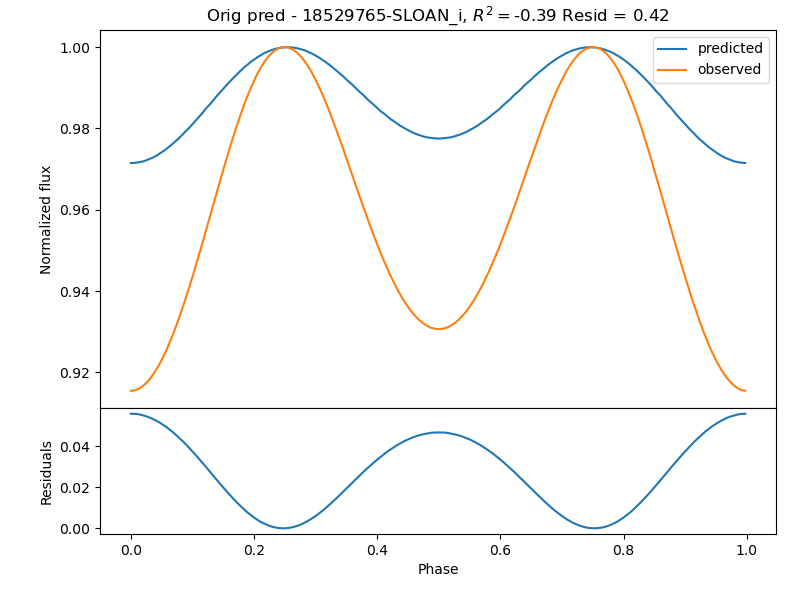 Orig pred - 18529765-SLOAN_i, R² = -0.39 Resid = 0.42
predicted
observed
1.00
0.98
0.96
0.94
0.92
Normalized flux
0.04
0.02
0.00
Residuals
0.0 0.2 0.4 0.6 0.8 1.0
Phase